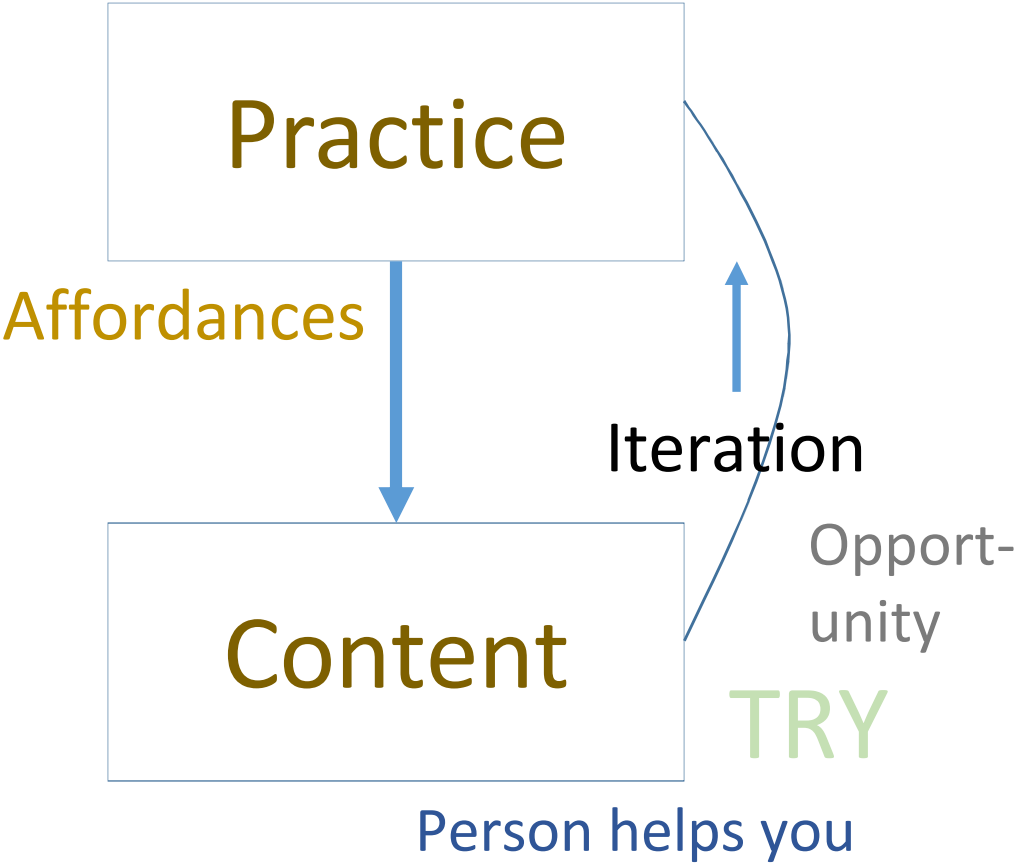 Practice
Affordances
Iteration
Opport-
unity
Content
TRY
Person helps you